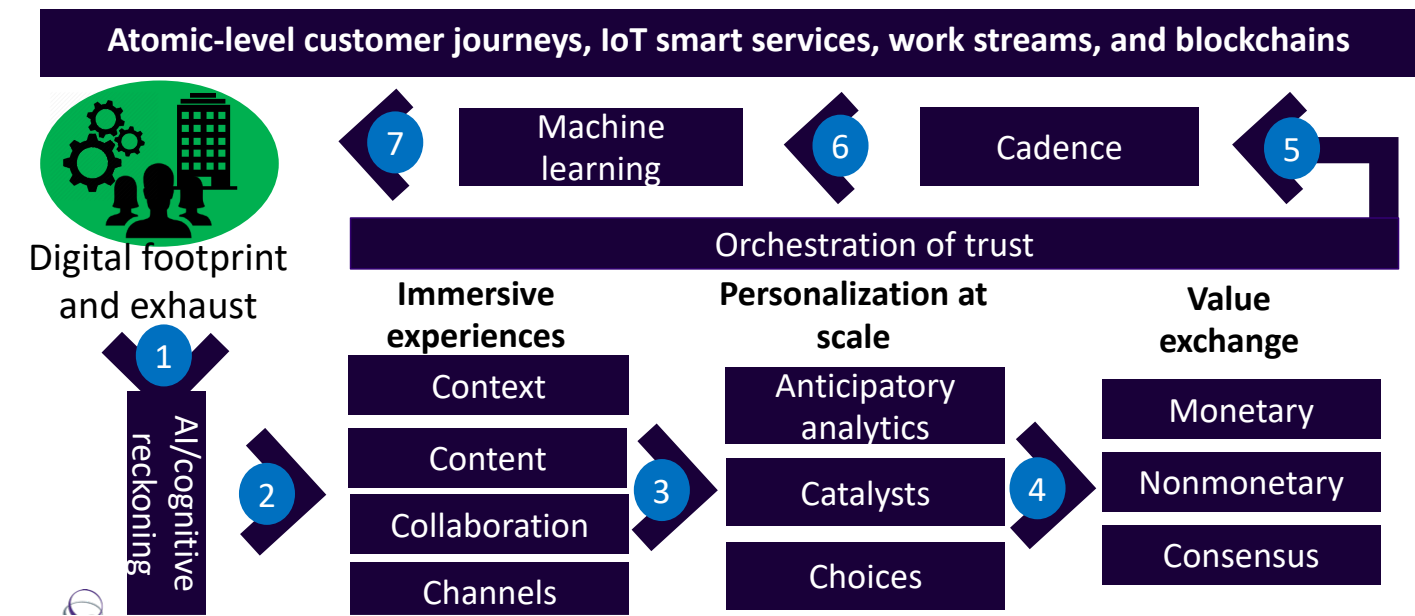 Atomic-level customer journeys, IoT smart services, work streams, and blockchains
7
Machine
learning
6
Cadence
5
Orchestration of trust
Digital footprint
and exhaust
1
AI/cognitive
reckoning
2
Immersive
experiences
Context
Content
Collaboration
Channels
3
Personalization at
scale
Anticipatory
analytics
Catalysts
Choices
4
Value
exchange
Monetary
Nonmonetary
Consensus